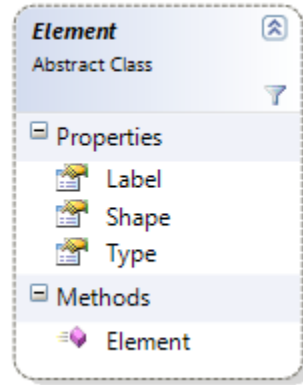 Element
Abstract Class
Properties
Label
Shape
Type
Methods
Element